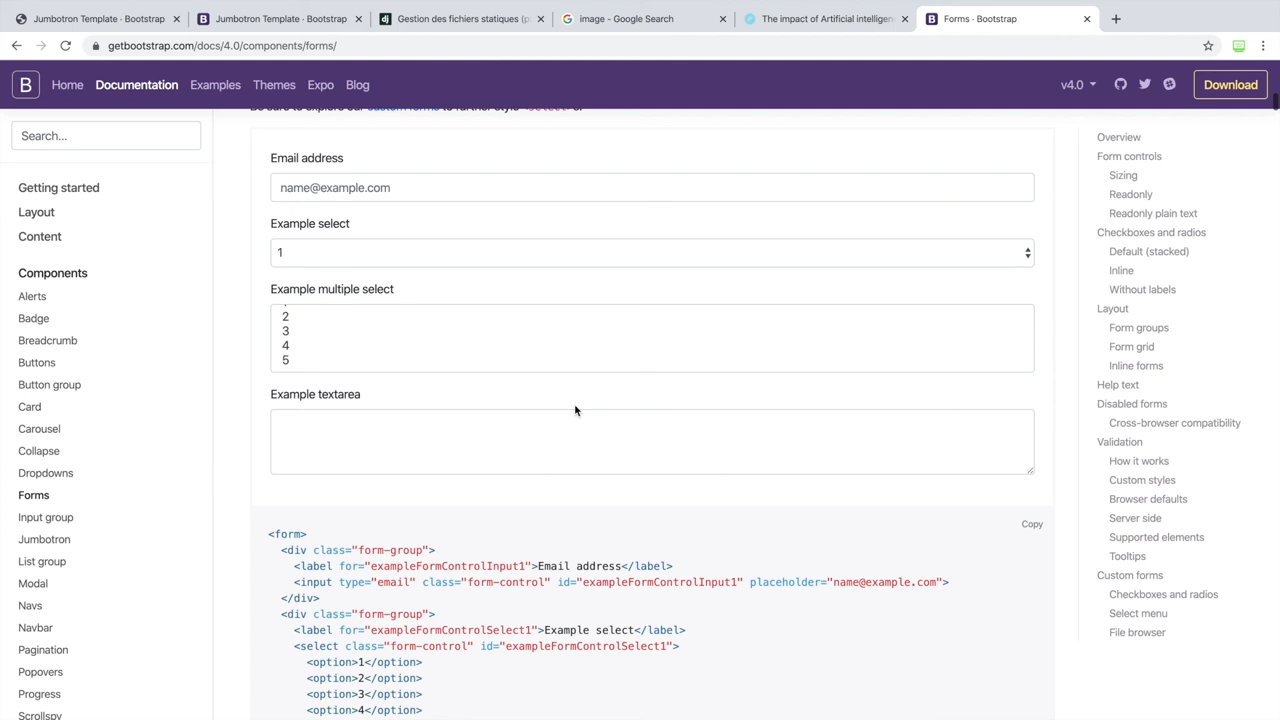 Jumbotron Template · Bootstrap
Jumbotron Template · Bootstrap
Gestion des fichiers statiques (p
image - Google Search
The impact of Artificial intelligen
Forms · Bootstrap
getbootstrap.com/docs/4.0/components/forms/
B Home Documentation Examples Themes Expo Blog v4.0 Download
Search...
Getting started
Layout
Content
Components
Alerts
Badge
Breadcrumb
Buttons
Button group
Card
Carousel
Collapse
Dropdowns
Forms
Input group
Jumbotron
List group
Modal
Navs
Navbar
Pagination
Popovers
Progress
Scrollspy
Email address
name@example.com
Example select
1
Example multiple select
2
3
4
5
Example textarea
Copy
<form>
<div class="form-group">
<label for="exampleFormControlInput1">Email address</label>
<input type="email" class="form-control" id="exampleFormControlInput1" placeholder="name@example.com">
</div>
<div class="form-group">
<label for="exampleFormControlSelect1">Example select</label>
<select class="form-control" id="exampleFormControlSelect1">
<option>1</option>
<option>2</option>
<option>3</option>
<option>4</option>
Overview
Form controls
Sizing
Readonly
Readonly plain text
Checkboxes and radios
Default (stacked)
Inline
Without labels
Layout
Form groups
Form grid
Inline forms
Help text
Disabled forms
Cross-browser compatibility
Validation
How it works
Custom styles
Browser defaults
Server side
Supported elements
Tooltips
Custom forms
Checkboxes and radios
Select menu
File browser